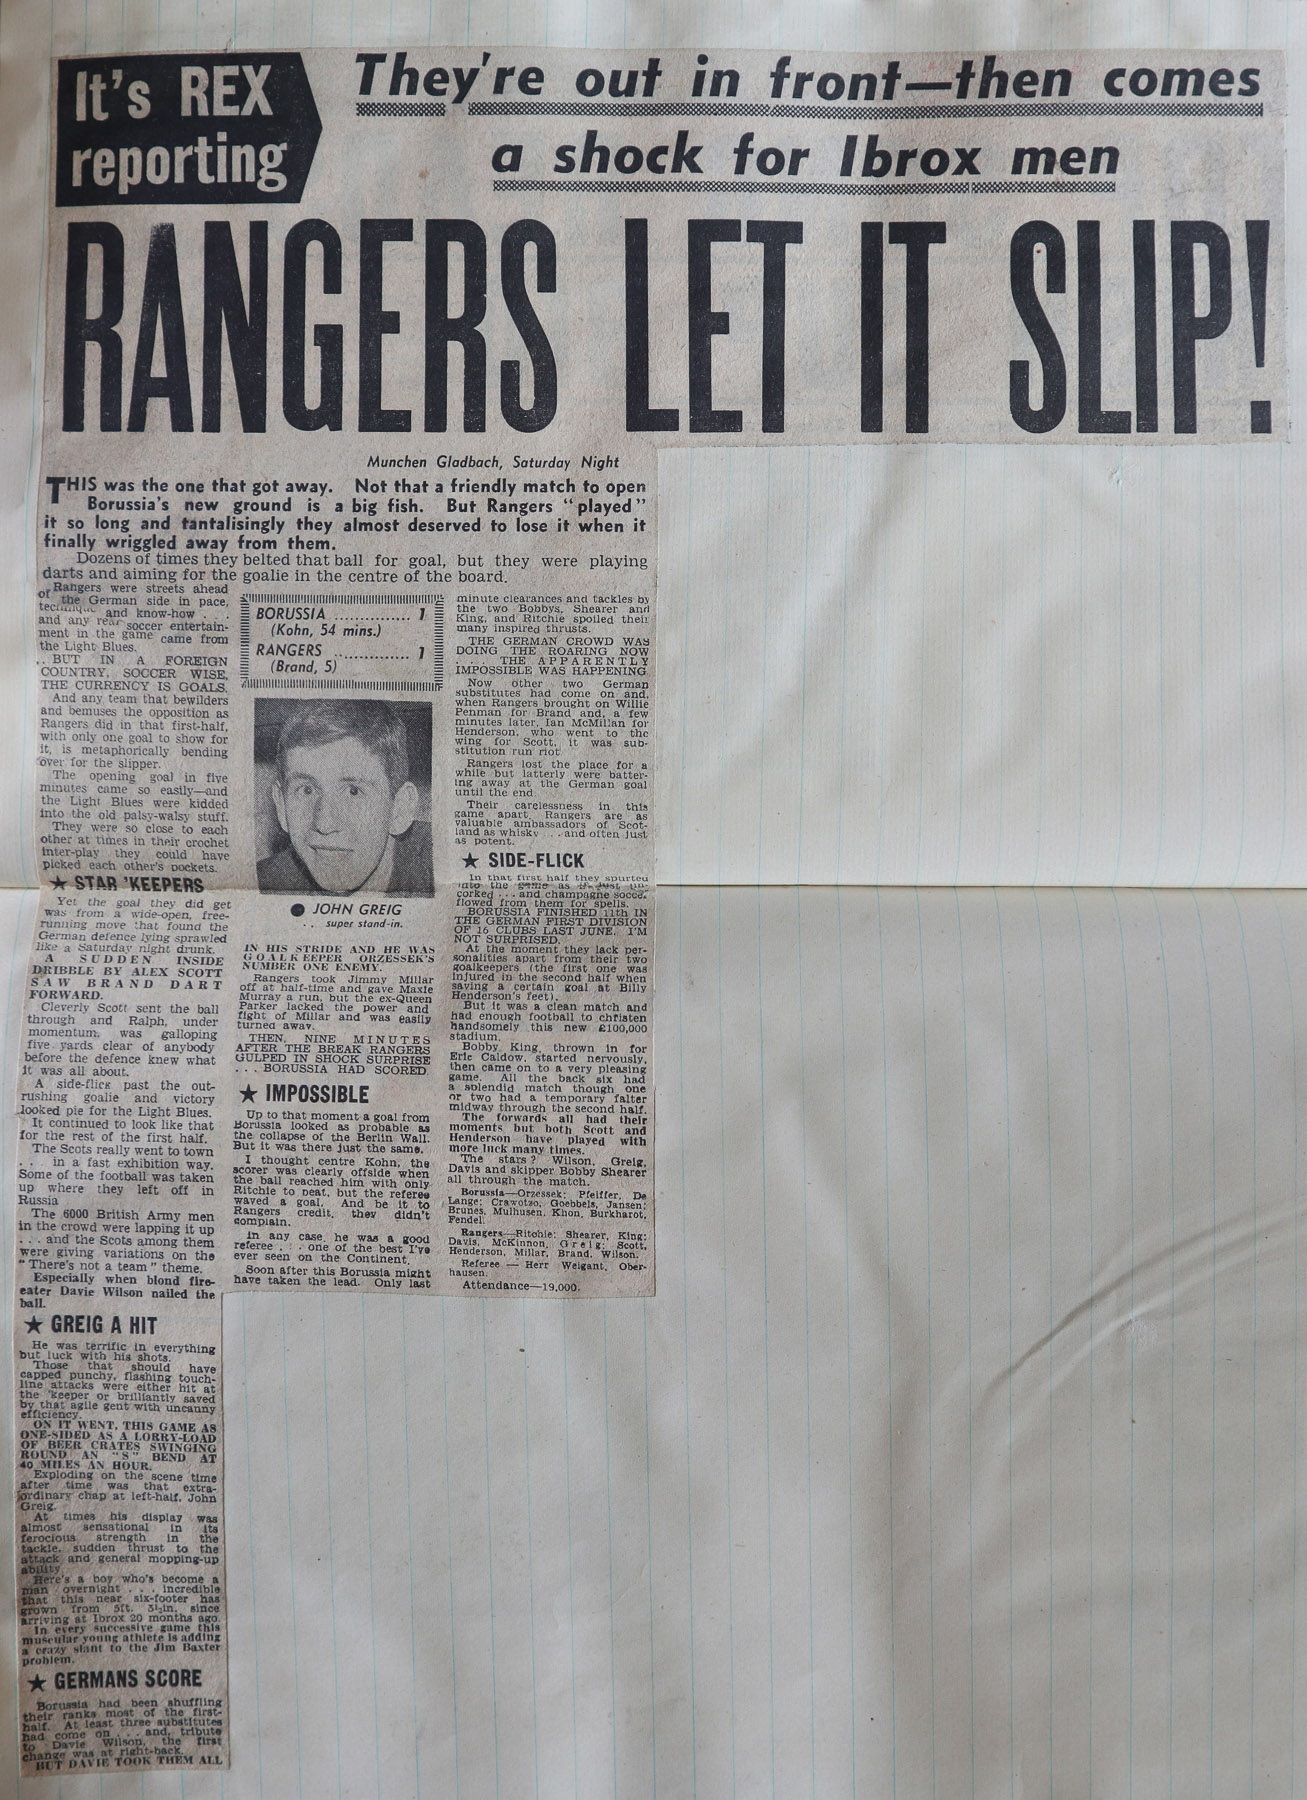 It's REX
reporting
They're out in front—then comes
a shock for Ibrox men
RANGERS LET IT SLIP!
Munchen Gladbach, Saturday Night
THIS was the one that got away. Not that a friendly match to open
Borussia's new ground is a big fish. But Rangers "played"
it so long and tantalisingly they almost deserved to lose it when it
finally wriggled away from them.
Dozens of times they belted that ball for goal, but they were playing
darts and aiming for the goalie in the centre of the board.
Rangers were streets ahead
of the German side in pace,
technique and know-how . . .
and any real soccer entertain-
ment in the game came from
the Light Blues.
. . BUT IN A FOREIGN
COUNTRY, SOCCER WISE,
THE CURRENCY IS GOALS.
And any team that bewilders
and bemuses the opposition as
Rangers did in that first-half,
with only one goal to show for
it, is metaphorically bending
over for the slipper.
The opening goal in five
minutes came so easily—and
the Light Blues were kidded
into the old palsy-walsy stuff.
They were so close to each
other at times in their crochet
inter-play they could have
picked each other's pockets.
★ STAR 'KEEPERS
Yet the goal they did get
was from a wide-open, free-
running move that found the
German defence lying sprawled
like a Saturday night drunk.
A SUDDEN INSIDE
DRIBBLE BY ALEX SCOTT
SAW BRAND DART
FORWARD.
Cleverly Scott sent the ball
through and Ralph, under
momentum, was galloping
five yards clear of anybody
before the defence knew what
it was all about.
A side-flick past the out-
rushing goalie and victory
looked pie for the Light Blues.
It continued to look like that
for the rest of the first half.
The Scots really went to town
. . . in a fast exhibition way.
Some of the football was taken
up where they left off in
Russia
The 6000 British Army men
in the crowd were lapping it up
. . . and the Scots among them
were giving variations on the
"There's not a team" theme.
Especially when blond fire-
eater Davie Wilson nailed the
ball.
★ GREIG A HIT
He was terrific in everything
but luck with his shots.
Those that should have
capped punchy, flashing touch-
line attacks were either hit at
the 'keeper or brilliantly saved
by that agile gent with uncanny
efficiency.
ON IT WENT, THIS GAME AS
ONE-SIDED AS A LORRY-LOAD
OF BEER CRATES SWINGING
ROUND AN "S" BEND AT
40 MILES AN HOUR.
Exploding on the scene time
after time was that extra-
ordinary chap at left-half, John
Greig.
At times his display was
almost sensational in its
ferocious strength in the
tackle, sudden thrust to the
attack and general mopping-up
ability.
Here's a boy who's become a
man overnight . . . incredible
that this near six-footer has
grown from 5ft. 5½in. since
arriving at Ibrox 20 months ago.
In every successive game this
muscular young athlete is adding
a crazy slant to the Jim Baxter
problem.
★ GERMANS SCORE
Borussia had been shuffling
their ranks most of the first-
half. At least three substitutes
had come on . . . and, tribute
to Davie Wilson, the first
change was at right-back.
BUT DAVIE TOOK THEM ALL
BORUSSIA ............... 1
(Kohn, 54 mins.)
RANGERS ............... 1
(Brand, 5)
● JOHN GREIG
. . super stand-in.
IN HIS STRIDE AND HE WAS
GOALKEEPER ORZESSEK'S
NUMBER ONE ENEMY.
Rangers took Jimmy Millar
off at half-time and gave Maxie
Murray a run, but the ex-Queen
Parker lacked the power and
fight of Millar and was easily
turned away.
THEN, NINE MINUTES
AFTER THE BREAK RANGERS
GULPED IN SHOCK SURPRISE
. . . BORUSSIA HAD SCORED.
★ IMPOSSIBLE
Up to that moment a goal from
Borussia looked as probable as
the collapse of the Berlin Wall.
But it was there just the same.
I thought centre Kohn, the
scorer was clearly offside when
the ball reached him with only
Ritchie to beat, but the referee
waved a goal. And be it to
Rangers credit, they didn't
complain.
In any case, he was a good
referee . . . one of the best I've
ever seen on the Continent.
Soon after this Borussia might
have taken the lead. Only last
minute clearances and tackles by
the two Bobbys, Shearer and
King, and Ritchie spoiled their
many inspired thrusts.
THE GERMAN CROWD WAS
DOING THE ROARING NOW
. . . THE APPARENTLY
IMPOSSIBLE WAS HAPPENING
Now other two German
substitutes had come on and,
when Rangers brought on Willie
Penman for Brand and, a few
minutes later, Ian McMillan for
Henderson, who went to the
wing for Scott, it was sub-
stitution run riot.
Rangers lost the place for a
while but latterly were batter-
ing away at the German goal
until the end.
Their carelessness in this
game apart, Rangers are as
valuable ambassadors of Scot-
land as whisky . . . and often just
as potent.
★ SIDE-FLICK
In that first half they spurted
into the game as if just un-
corked . . . and champagne soccer
flowed from them for spells.
BORUSSIA FINISHED 11th IN
THE GERMAN FIRST DIVISION
OF 16 CLUBS LAST JUNE. I'M
NOT SURPRISED.
At the moment they lack per-
sonalities apart from their two
goalkeepers (the first one was
injured in the second half when
saving a certain goal at Billy
Henderson's feet).
But it was a clean match and
had enough football to christen
handsomely this new £100,000
stadium.
Bobby King, thrown in for
Eric Caldow, started nervously,
then came on to a very pleasing
game. All the back six had
a splendid match though one
or two had a temporary falter
midway through the second half.
The forwards all had their
moments but both Scott and
Henderson have played with
more luck many times.
The stars? Wilson, Greig,
Davis and skipper Bobby Shearer
all through the match.
Borussia—Orzessek; Pfeiffer, De
Lange; Crawotzo, Goebbels, Jansen;
Brunes, Mulhusen, Khon, Burkhardt,
Fendell.
Rangers—Ritchie; Shearer, King;
Davis, McKinnon, Greig; Scott,
Henderson, Millar, Brand, Wilson.
Referee — Herr Weigant, Ober-
hausen.
Attendance—19,000.